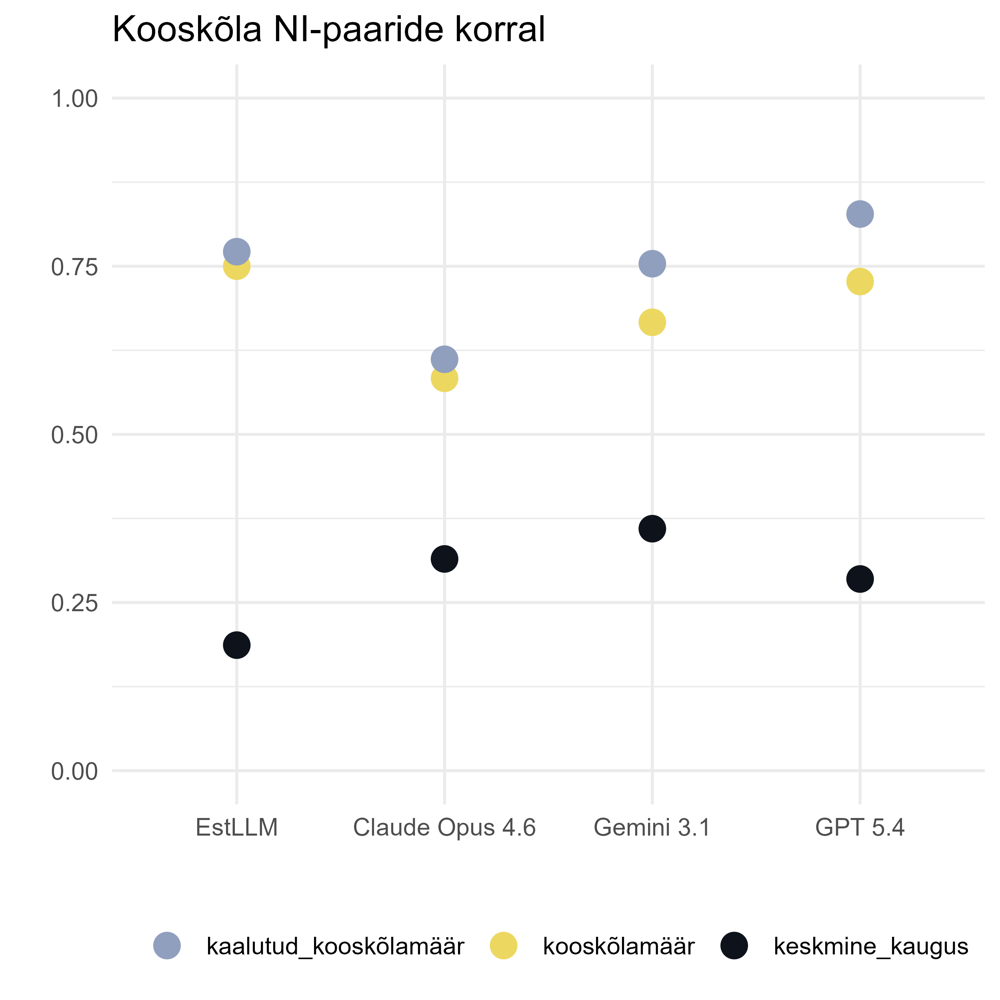 Kooskõla NI-paaride korral
1.00
0.75
0.50
0.25
0.00
EstLLM Claude Opus 4.6 Gemini 3.1 GPT 5.4
kaalutud_kooskõlamäär kooskõlamäär keskmine_kaugus